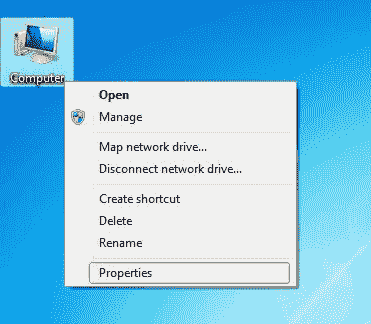 Computer
Open
Manage
Map network drive...
Disconnect network drive...
Create shortcut
Delete
Rename
Properties